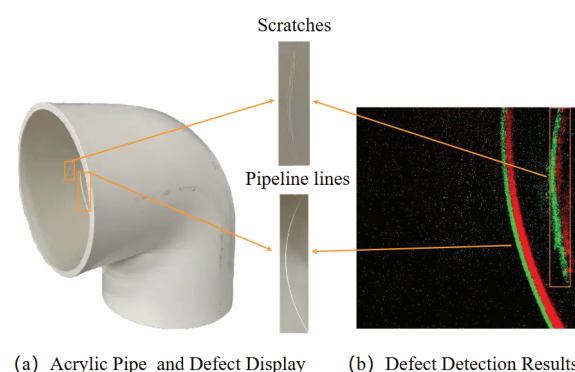 Scratches
Pipeline lines
(a) Acrylic Pipe and Defect Display
(b) Defect Detection Results